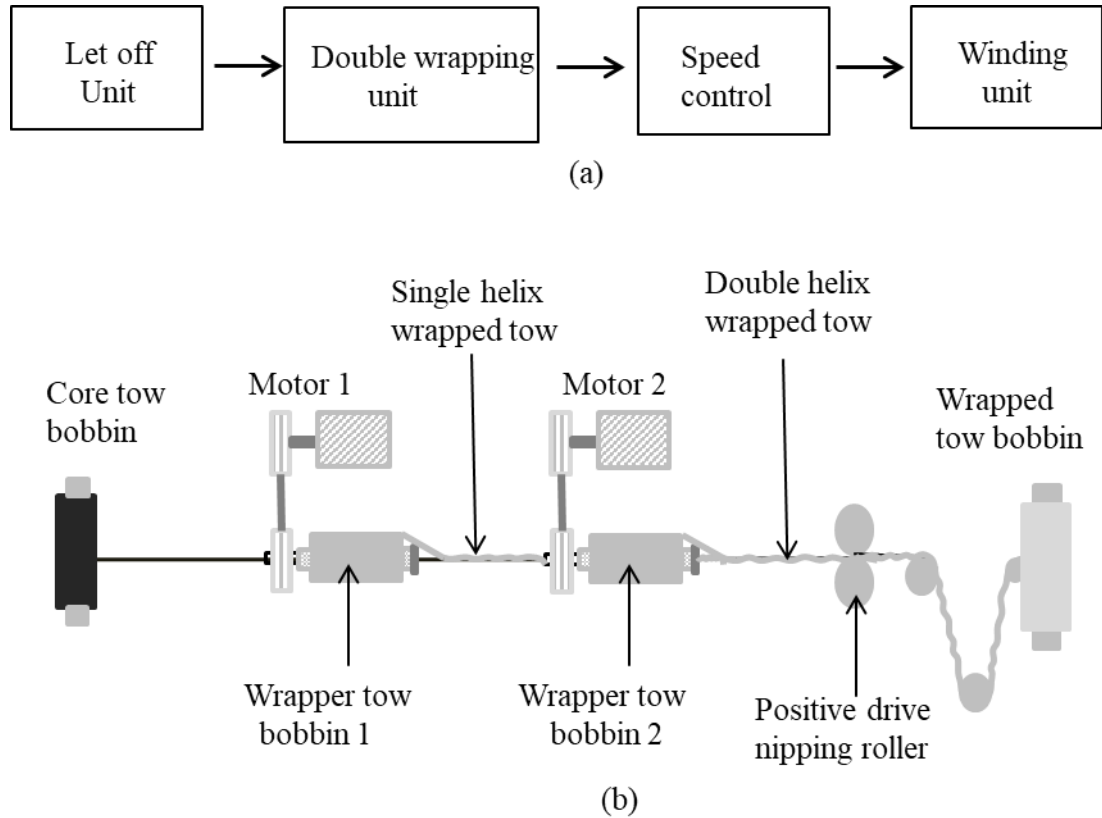 Let off
Unit
Double wrapping
unit
Speed
control
Winding
unit
(a)
Single helix
wrapped tow
Double helix
wrapped tow
Core tow
bobbin
Motor 1
Motor 2
Wrapped
tow bobbin
Wrapper tow
bobbin 1
Wrapper tow
bobbin 2
Positive drive
nipping roller
(b)